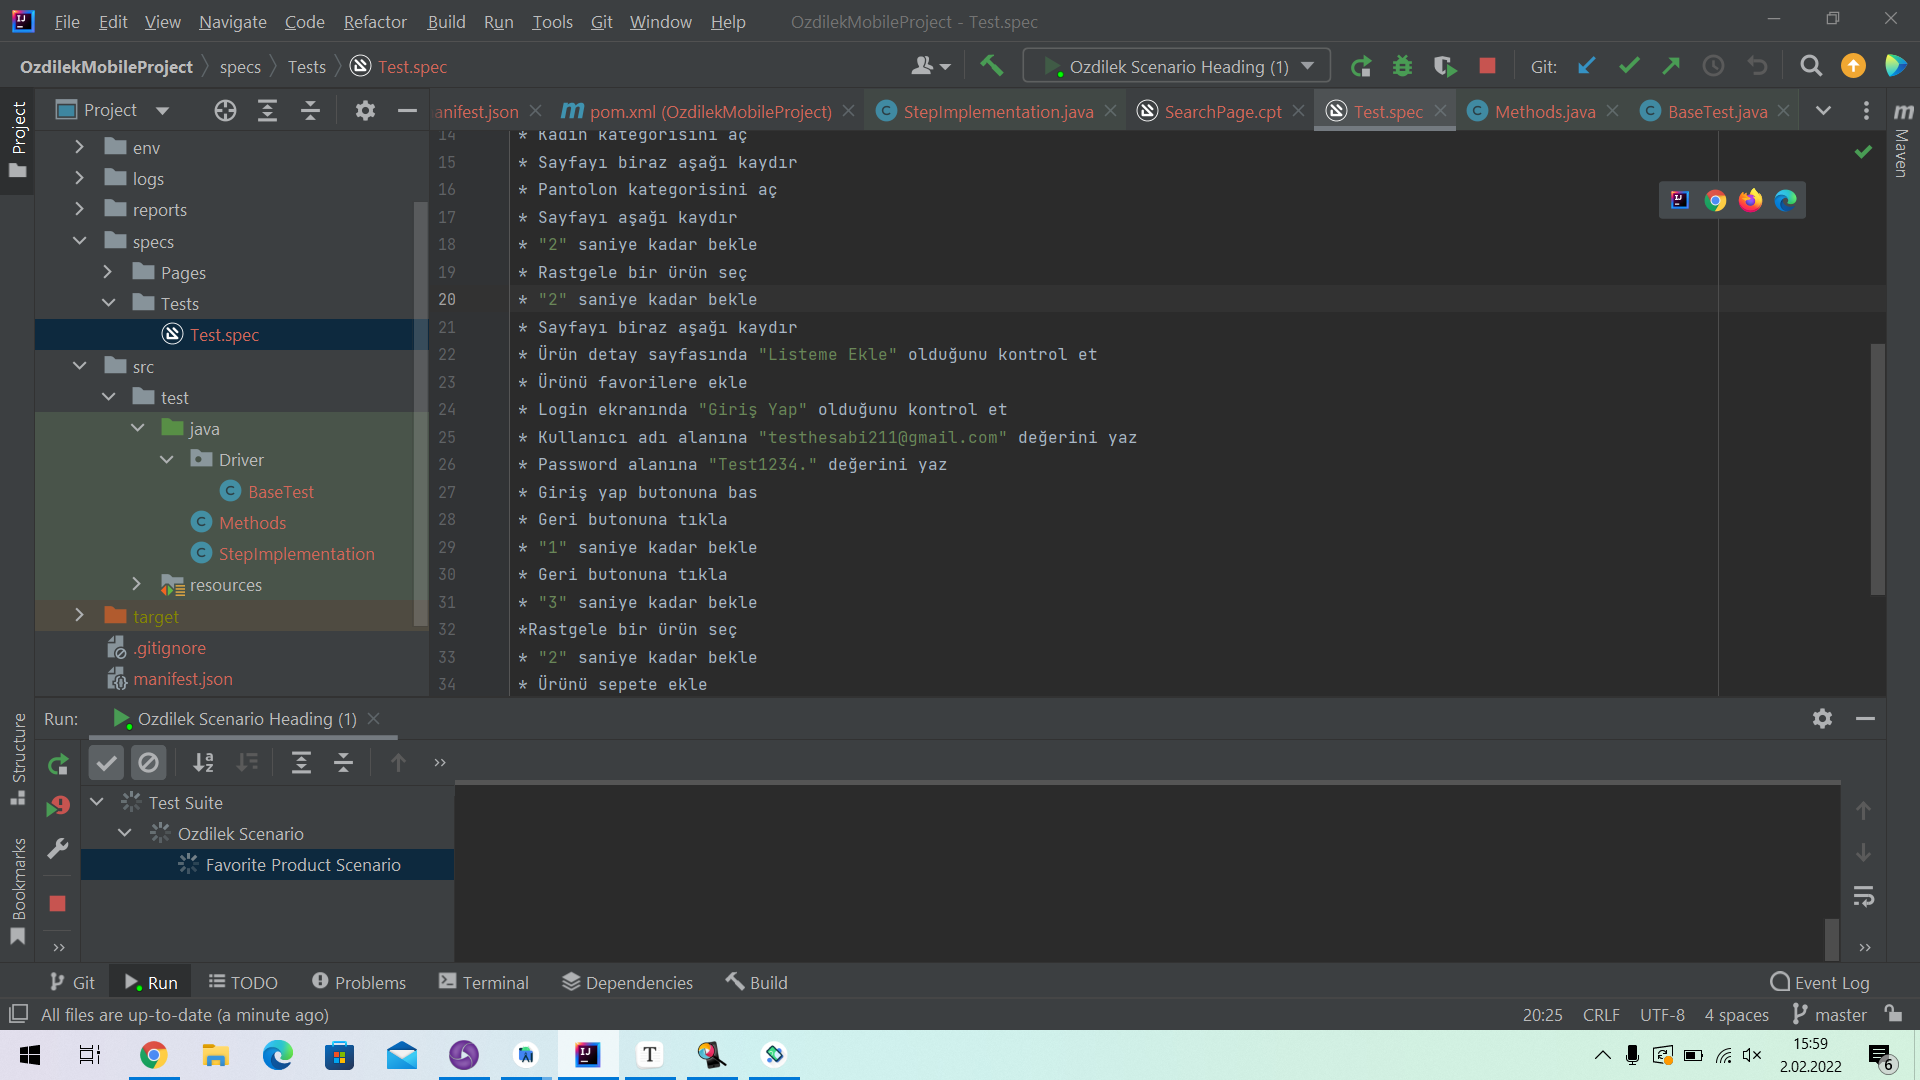 File Edit View Navigate Code Refactor Build Run Tools Git Window Help OzdilekMobileProject - Test.spec
OzdilekMobileProject specs Tests Test.spec
Ozdilek Scenario Heading (1)
Git:
Project
anifest.json
pom.xml (OzdilekMobileProject)
StepImplementation.java
SearchPage.cpt
Test.spec
Methods.java
BaseTest.java
Project
Maven
env
logs
reports
specs
Pages
Tests
Test.spec
src
test
java
Driver
BaseTest
Methods
StepImplementation
resources
target
.gitignore
manifest.json
14 * Kadın kategorisini aç
15 * Sayfayı biraz aşağı kaydır
16 * Pantolon kategorisini aç
17 * Sayfayı aşağı kaydır
18 * "2" saniye kadar bekle
19 * Rastgele bir ürün seç
20 * "2" saniye kadar bekle
21 * Sayfayı biraz aşağı kaydır
22 * Ürün detay sayfasında "Listeme Ekle" olduğunu kontrol et
23 * Ürünü favorilere ekle
24 * Login ekranında "Giriş Yap" olduğunu kontrol et
25 * Kullanıcı adı alanına "testhesabi211@gmail.com" değerini yaz
26 * Password alanına "Test1234." değerini yaz
27 * Giriş yap butonuna bas
28 * Geri butonuna tıkla
29 * "1" saniye kadar bekle
30 * Geri butonuna tıkla
31 * "3" saniye kadar bekle
32 *Rastgele bir ürün seç
33 * "2" saniye kadar bekle
34 * Ürünü sepete ekle
Structure
Bookmarks
Run: Ozdilek Scenario Heading (1)
Test Suite
Ozdilek Scenario
Favorite Product Scenario
Git Run TODO Problems Terminal Dependencies Build Event Log
All files are up-to-date (a minute ago) 20:25 CRLF UTF-8 4 spaces master
15:59
2.02.2022
6